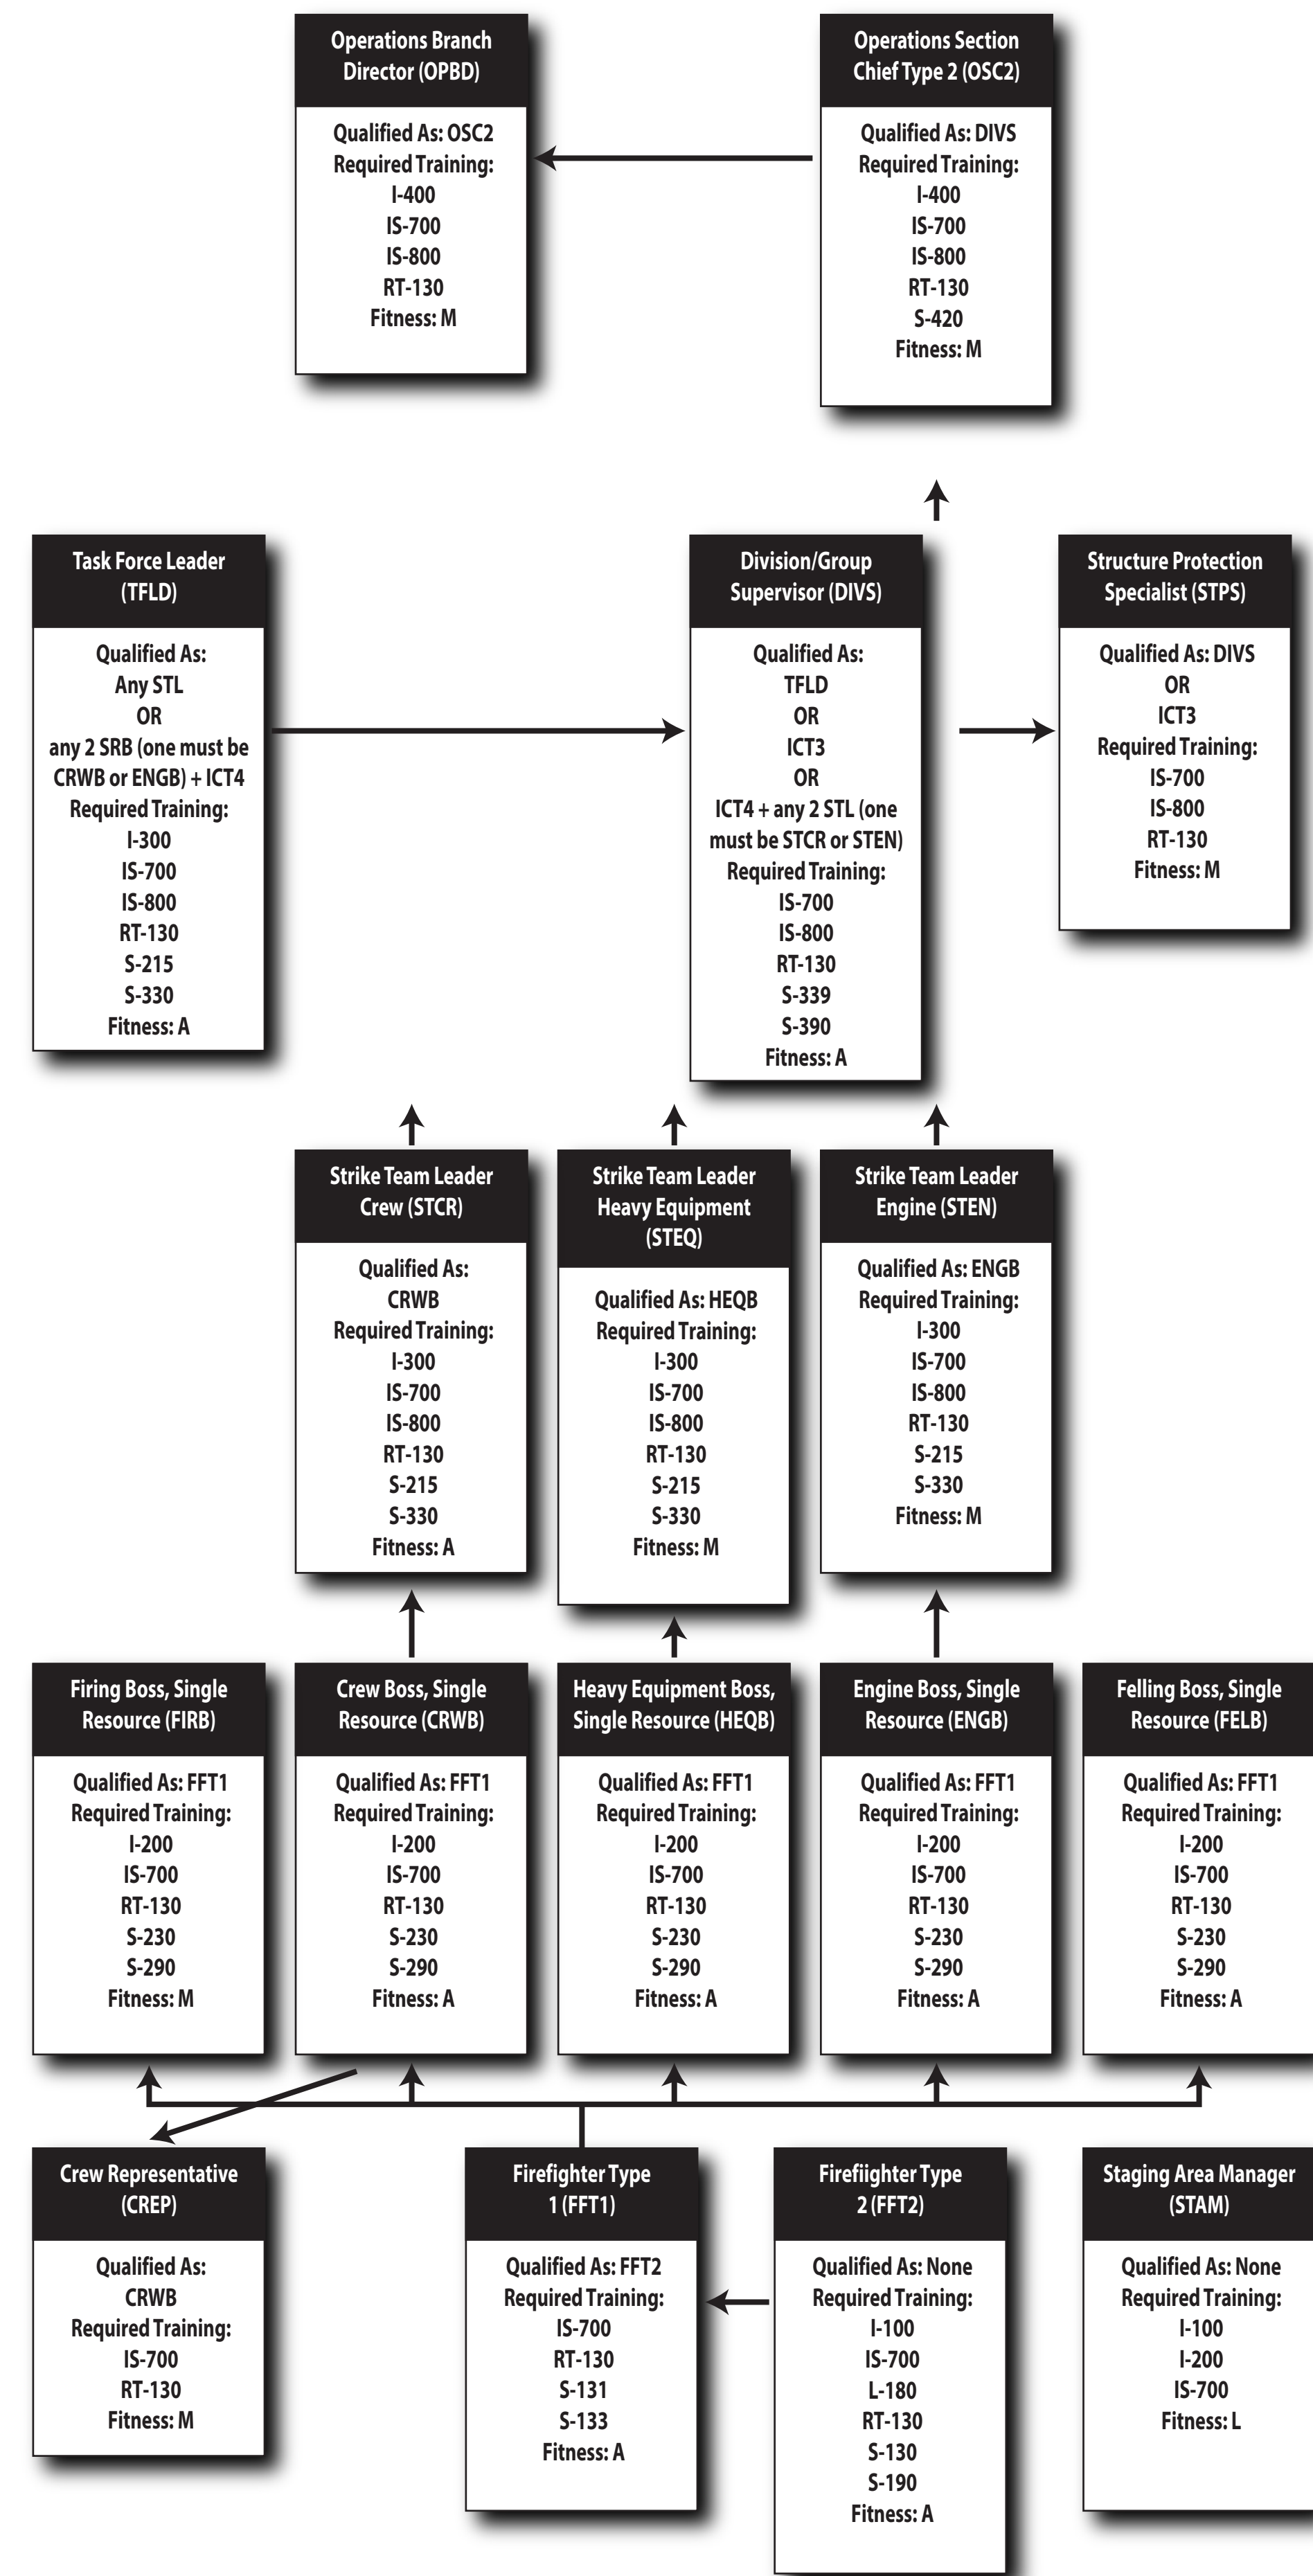 Operations Branch
Director (OPBD)
Qualified As: OSC2
Required Training:
I-400
IS-700
IS-800
RT-130
Fitness: M
Operations Section
Chief Type 2 (OSC2)
Qualified As: DIVS
Required Training:
I-400
IS-700
IS-800
RT-130
S-420
Fitness: M
Task Force Leader
(TFLD)
Qualified As:
Any STL
OR
any 2 SRB (one must be
CRWB or ENGB) + ICT4
Required Training:
I-300
IS-700
IS-800
RT-130
S-215
S-330
Fitness: A
Division/Group
Supervisor (DIVS)
Qualified As:
TFLD
OR
ICT3
OR
ICT4 + any 2 STL (one
must be STCR or STEN)
Required Training:
IS-700
IS-800
RT-130
S-339
S-390
Fitness: A
Structure Protection
Specialist (STPS)
Qualified As: DIVS
OR
ICT3
Required Training:
IS-700
IS-800
RT-130
Fitness: M
Strike Team Leader
Crew (STCR)
Qualified As:
CRWB
Required Training:
I-300
IS-700
IS-800
RT-130
S-215
S-330
Fitness: A
Strike Team Leader
Heavy Equipment
(STEQ)
Qualified As: HEQB
Required Training:
I-300
IS-700
IS-800
RT-130
S-215
S-330
Fitness: M
Strike Team Leader
Engine (STEN)
Qualified As: ENGB
Required Training:
I-300
IS-700
IS-800
RT-130
S-215
S-330
Fitness: M
Firing Boss, Single
Resource (FIRB)
Qualified As: FFT1
Required Training:
I-200
IS-700
RT-130
S-230
S-290
Fitness: M
Crew Boss, Single
Resource (CRWB)
Qualified As: FFT1
Required Training:
I-200
IS-700
RT-130
S-230
S-290
Fitness: A
Heavy Equipment Boss,
Single Resource (HEQB)
Qualified As: FFT1
Required Training:
I-200
IS-700
RT-130
S-230
S-290
Fitness: A
Engine Boss, Single
Resource (ENGB)
Qualified As: FFT1
Required Training:
I-200
IS-700
RT-130
S-230
S-290
Fitness: A
Felling Boss, Single
Resource (FELB)
Qualified As: FFT1
Required Training:
I-200
IS-700
RT-130
S-230
S-290
Fitness: A
Crew Representative
(CREP)
Qualified As:
CRWB
Required Training:
IS-700
RT-130
Fitness: M
Firefighter Type
1 (FFT1)
Qualified As: FFT2
Required Training:
IS-700
RT-130
S-131
S-133
Fitness: A
Firefiighter Type
2 (FFT2)
Qualified As: None
Required Training:
I-100
IS-700
L-180
RT-130
S-130
S-190
Fitness: A
Staging Area Manager
(STAM)
Qualified As: None
Required Training:
I-100
I-200
IS-700
Fitness: L